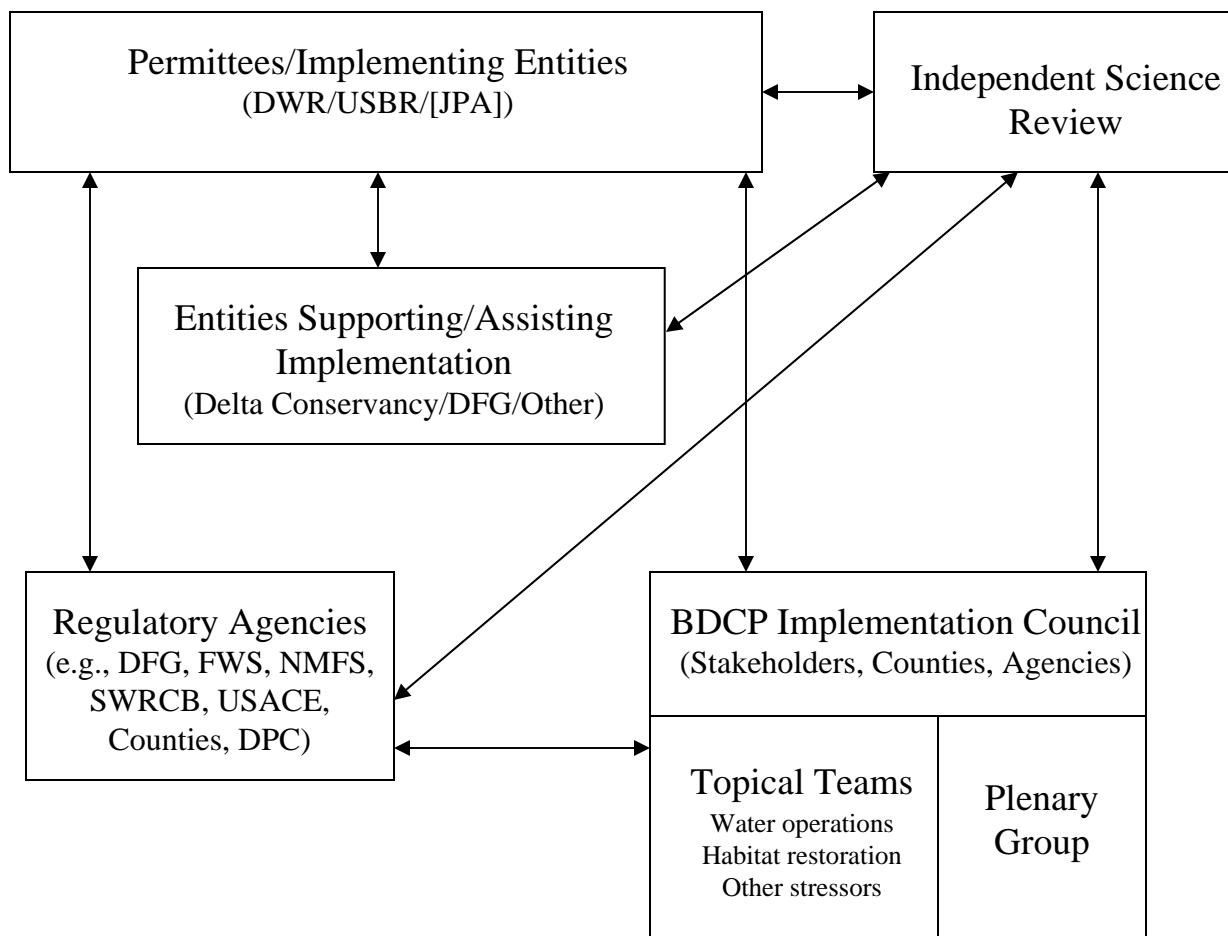 Permittees/Implementing Entities
(DWR/USBR/[JPA])
Independent Science
Review
Entities Supporting/Assisting
Implementation
(Delta Conservancy/DFG/Other)
Regulatory Agencies
(e.g., DFG, FWS, NMFS,
SWRCB, USACE,
Counties, DPC)
BDCP Implementation Council
(Stakeholders, Counties, Agencies)
Topical Teams
Water operations
Habitat restoration
Other stressors
Plenary
Group